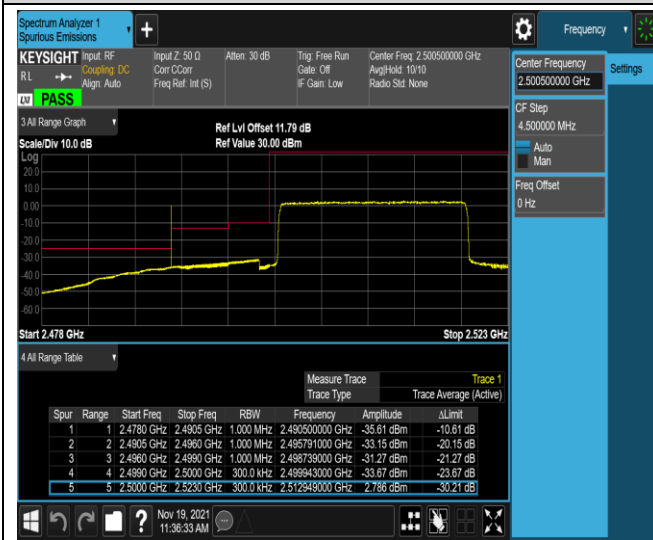 Spectrum Analyzer 1
Spurious Emissions
Frequency
KEYSIGHT
R L
LXI
PASS
Input: RF
Coupling: DC
Align: Auto
Input Z: 50 Ω
Corr CCorr
Freq Ref: Int (S)
Atten: 30 dB
Trig: Free Run
Gate: Off
IF Gain: Low
Center Freq: 2.500500000 GHz
Avg|Hold: 10/10
Radio Std: None
Center Frequency
2.500500000 GHz
Settings
CF Step
4.500000 MHz
Auto
Man
Freq Offset
0 Hz
3 All Range Graph
Scale/Div 10.0 dB
Ref Lvl Offset 11.79 dB
Ref Value 30.00 dBm
Log
20.0
10.0
0.00
-10.0
-20.0
-30.0
-40.0
-50.0
-60.0
Start 2.478 GHz
Stop 2.523 GHz
4 All Range Table
Measure Trace Trace 1
Trace Type Trace Average (Active)
Spur Range Start Freq Stop Freq RBW Frequency Amplitude ΔLimit
1 1 2.4780 GHz 2.4905 GHz 1.000 MHz 2.490500000 GHz -35.61 dBm -10.61 dB
2 2 2.4905 GHz 2.4960 GHz 1.000 MHz 2.495791000 GHz -33.15 dBm -20.15 dB
3 3 2.4960 GHz 2.4990 GHz 1.000 MHz 2.498739000 GHz -31.27 dBm -21.27 dB
4 4 2.4990 GHz 2.5000 GHz 300.0 kHz 2.499943000 GHz -33.67 dBm -23.67 dB
5 5 2.5000 GHz 2.5230 GHz 300.0 kHz 2.512949000 GHz 2.786 dBm -30.21 dB
Nov 19, 2021
11:36:33 AM